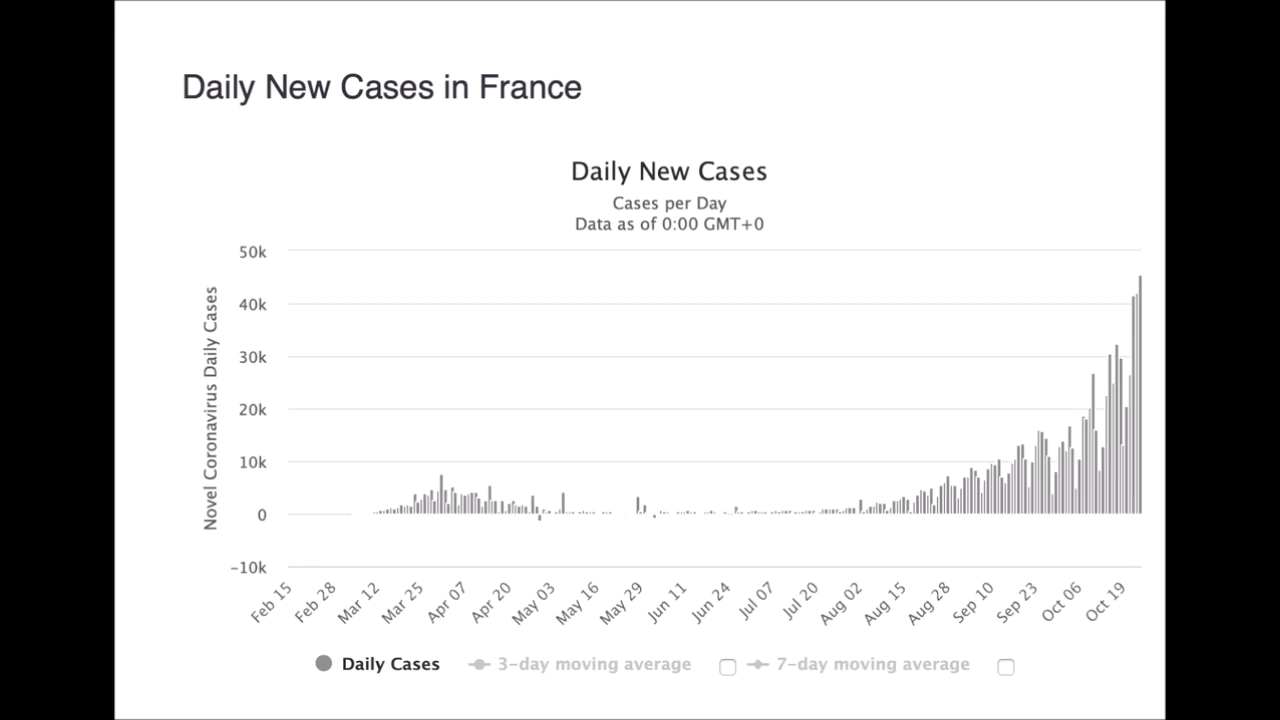 Daily New Cases in France
Daily New Cases
Cases per Day
Data as of 0:00 GMT+0
Novel Coronavirus Daily Cases
50k
40k
30k
20k
10k
0
-10k
Feb 15 Feb 28 Mar 12 Mar 25 Apr 07 Apr 20 May 03 May 16 May 29 Jun 11 Jun 24 Jul 07 Jul 20 Aug 02 Aug 15 Aug 28 Sep 10 Sep 23 Oct 06 Oct 19
Daily Cases 3-day moving average 7-day moving average